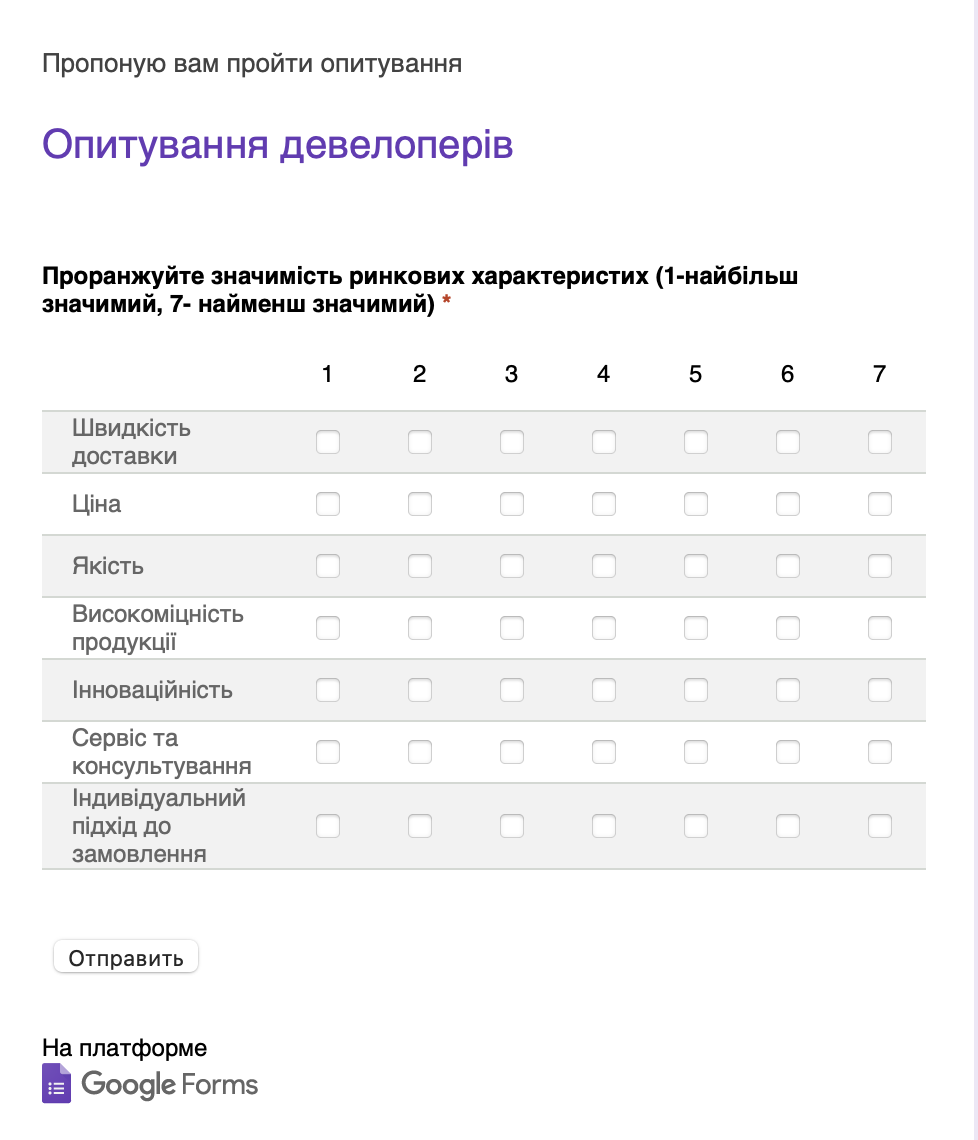 Пропоную вам пройти опитування
Опитування девелоперів
Проранжуйте значимість ринкових характеристих (1-найбільш
значимий, 7- найменш значимий) *
1 2 3 4 5 6 7
Швидкість
доставки
Ціна
Якість
Високоміцність
продукції
Інноваційність
Сервіс та
консультування
Індивідуальний
підхід до
замовлення
Отправить
На платформе
Google Forms